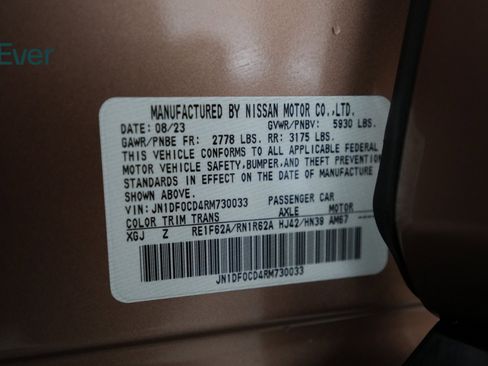 Ever
MANUFACTURED BY NISSAN MOTOR CO.,LTD.
DATE: 08/23 GVWR/PNBV: 5930 LBS.
GAWR/PNBE FR: 2778 LBS. RR: 3175 LBS.
THIS VEHICLE CONFORMS TO ALL APPLICABLE FEDERAL
MOTOR VEHICLE SAFETY, BUMPER, AND THEFT PREVENTION
STANDARDS IN EFFECT ON THE DATE OF MANUFACTURE
SHOWN ABOVE.
VIN: JN1DF0CD4RM730033 PASSENGER CAR
COLOR TRIM TRANS AXLE MOTOR
XGJ Z RE1F62A/RN1R62A HJ42/HN38 AM67
JN1DF0CD4RM730033